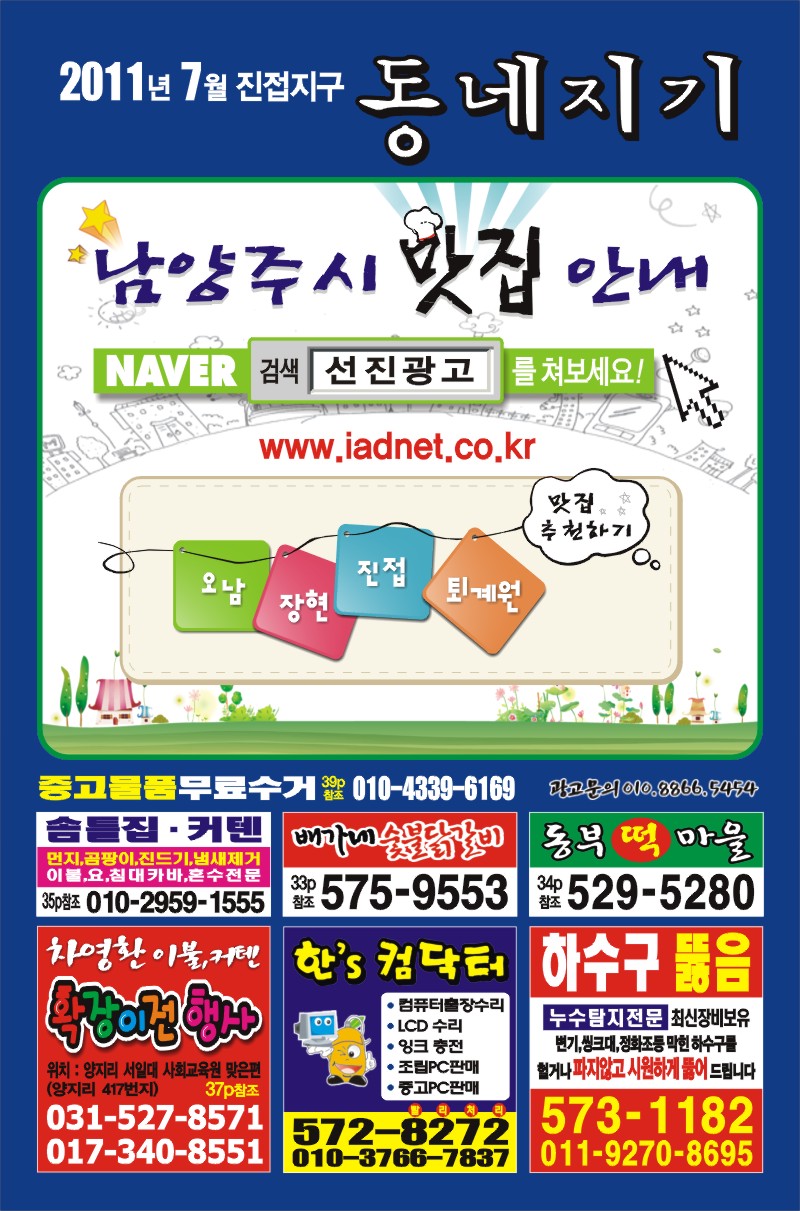 2011년 7월 진접지구 동네지기
남양주시 맛집 안내
NAVER 검색 선진광고 를 쳐보세요!
www.iadnet.co.kr
맛집
추천하기
오남
장현
진접
퇴계원
중고물품무료수거 39p 참조 010-4339-6169
광고문의 010.8866.5454
솜틀집·커텐
먼지,곰팡이,진드기,냄새제거
이불,요,침대카바,혼수전문
35p참조 010-2959-1555
배가네 숯불닭갈비
33p 참조 575-9553
동부 떡 마을
34p 참조 529-5280
차영환 이불,커텐
확장이전 행사
위치 : 양지리 서일대 사회교육원 맞은편
(양지리 417번지) 37p참조
031-527-8571
017-340-8551
한's 컴닥터
• 컴퓨터출장수리
• LCD 수리
• 잉크 충전
• 조립PC판매
• 중고PC판매
빨리처리
572-8272
010-3766-7837
하수구 뚫음
누수탐지전문 최신장비보유
변기,씽크대,정화조등 막힌 하수구를
헐거나 파지않고 시원하게 뚫어 드립니다
573-1182
011-9270-8695